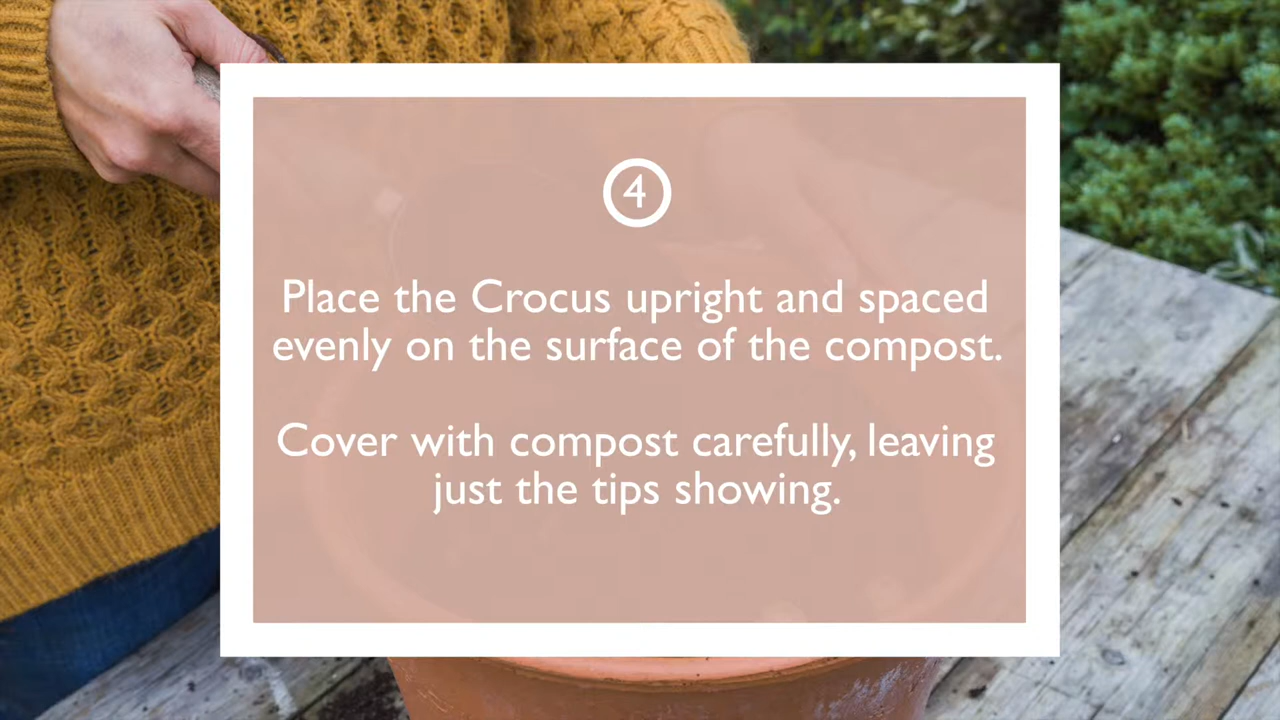 4
Place the Crocus upright and spaced
evenly on the surface of the compost.
Cover with compost carefully, leaving
just the tips showing.